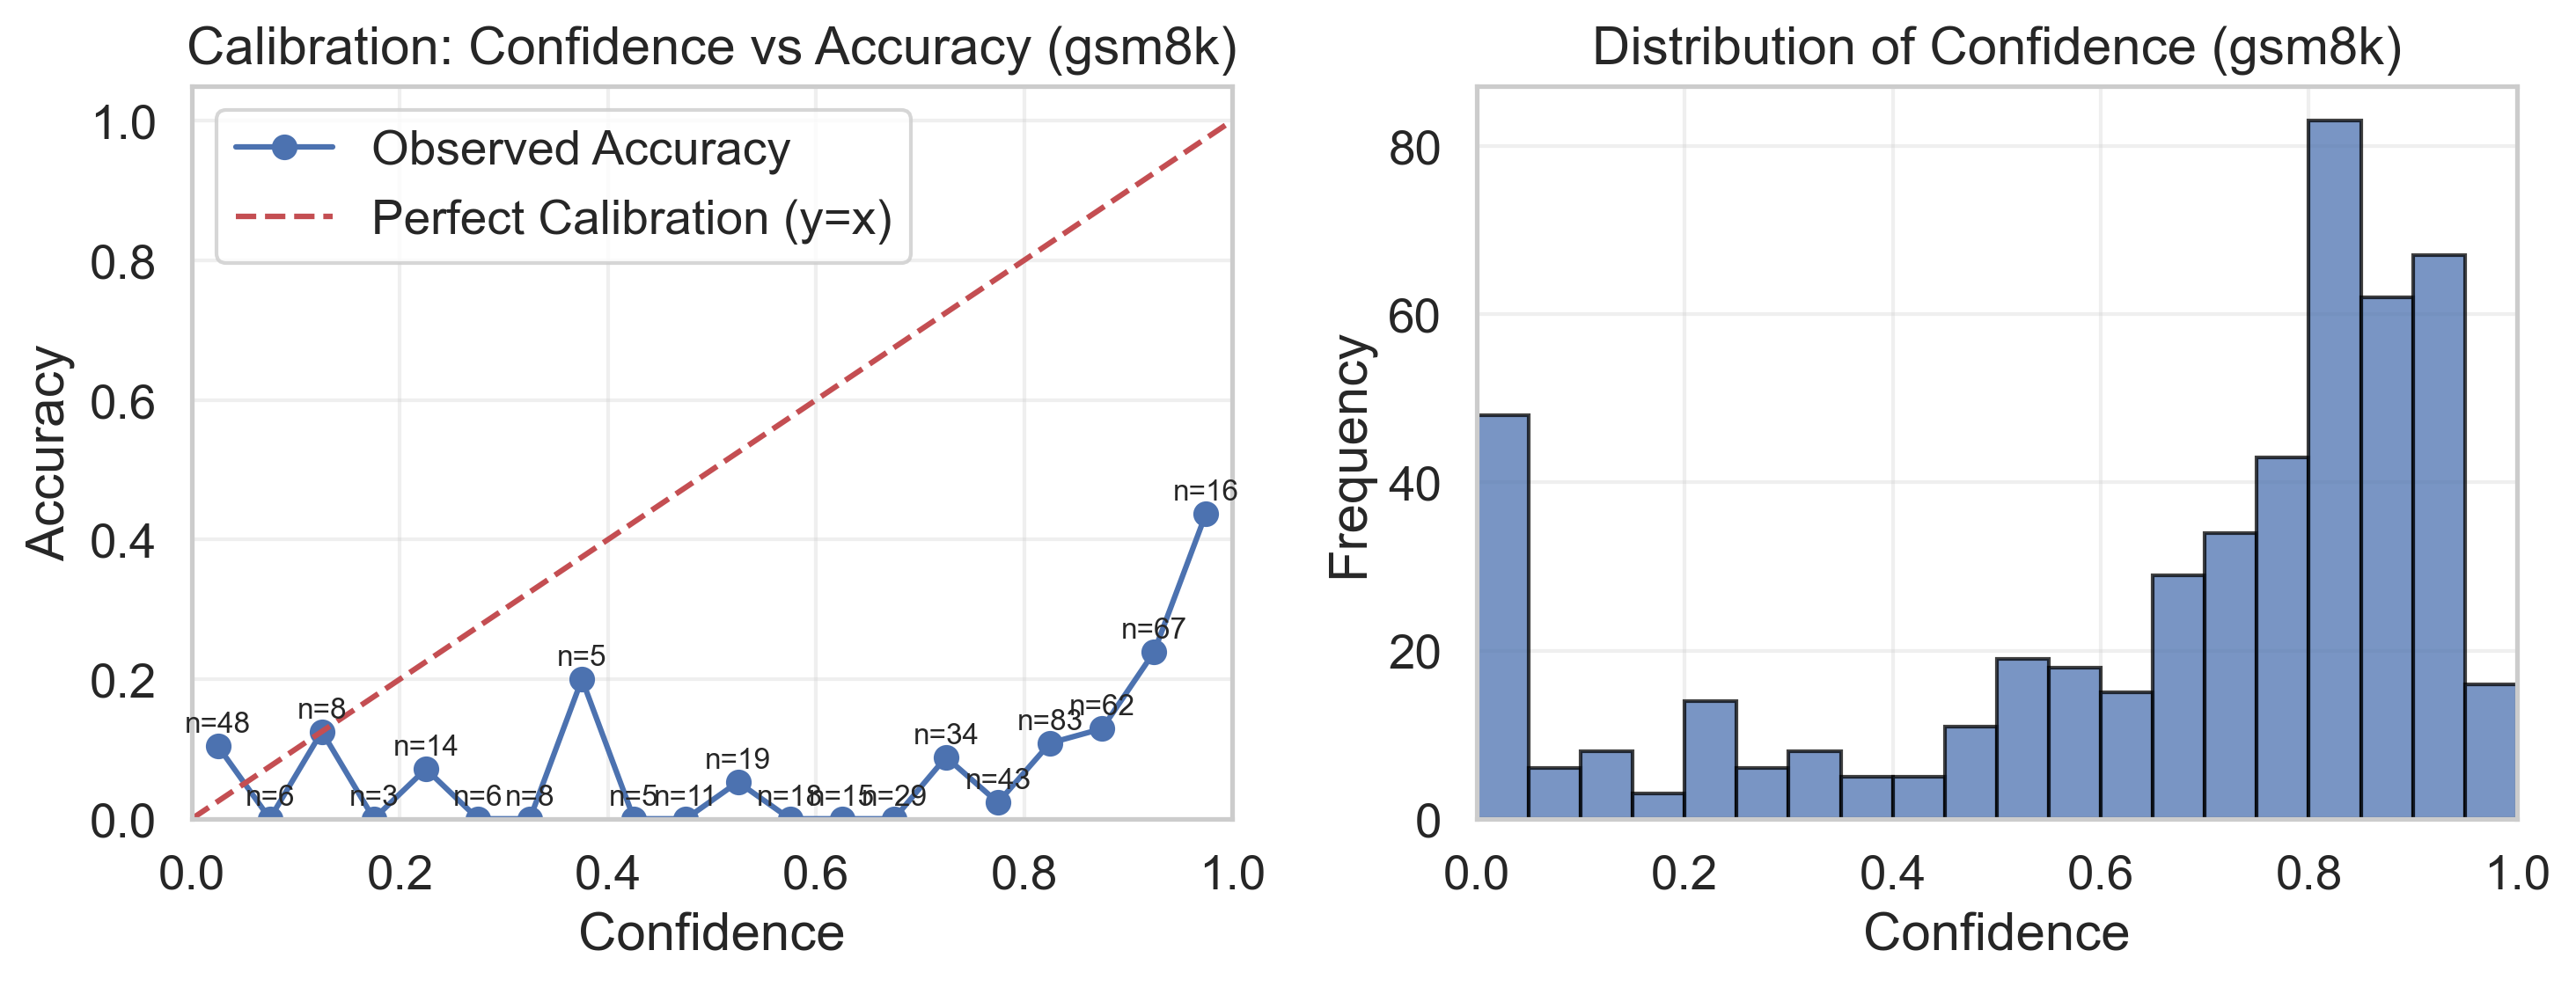 Calibration: Confidence vs Accuracy (gsm8k)
Accuracy
1.0
0.8
0.6
0.4
0.2
0.0
Observed Accuracy
Perfect Calibration (y=x)
n=48
n=6
n=8
n=3
n=14
n=6
n=8
n=5
n=5
n=11
n=19
n=18
n=15
n=29
n=34
n=43
n=83
n=62
n=67
n=16
0.0 0.2 0.4 0.6 0.8 1.0
Confidence
Distribution of Confidence (gsm8k)
Frequency
80
60
40
20
0
0.0 0.2 0.4 0.6 0.8 1.0
Confidence